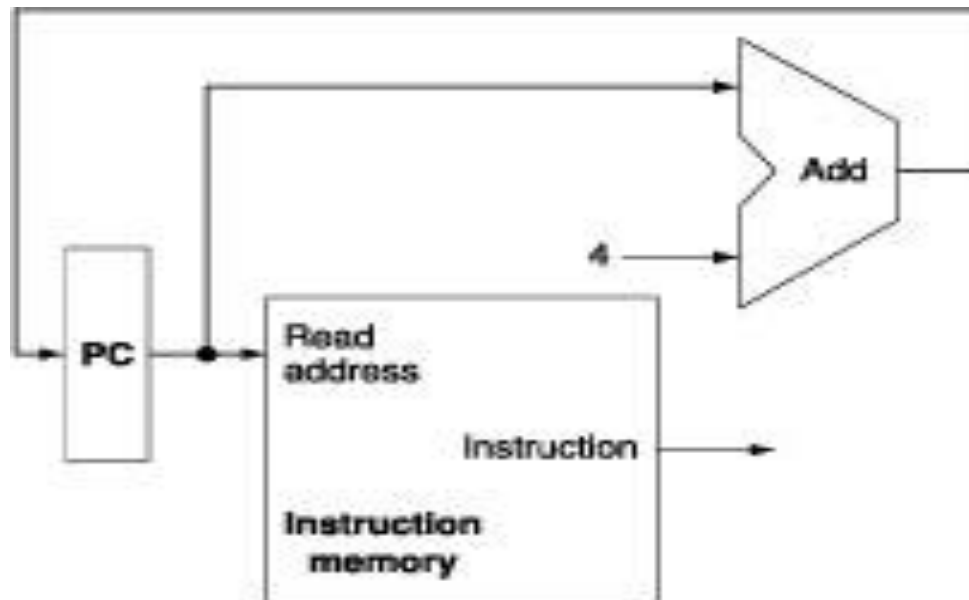 Add
4
PC
Read
address
Instruction
Instruction
memory